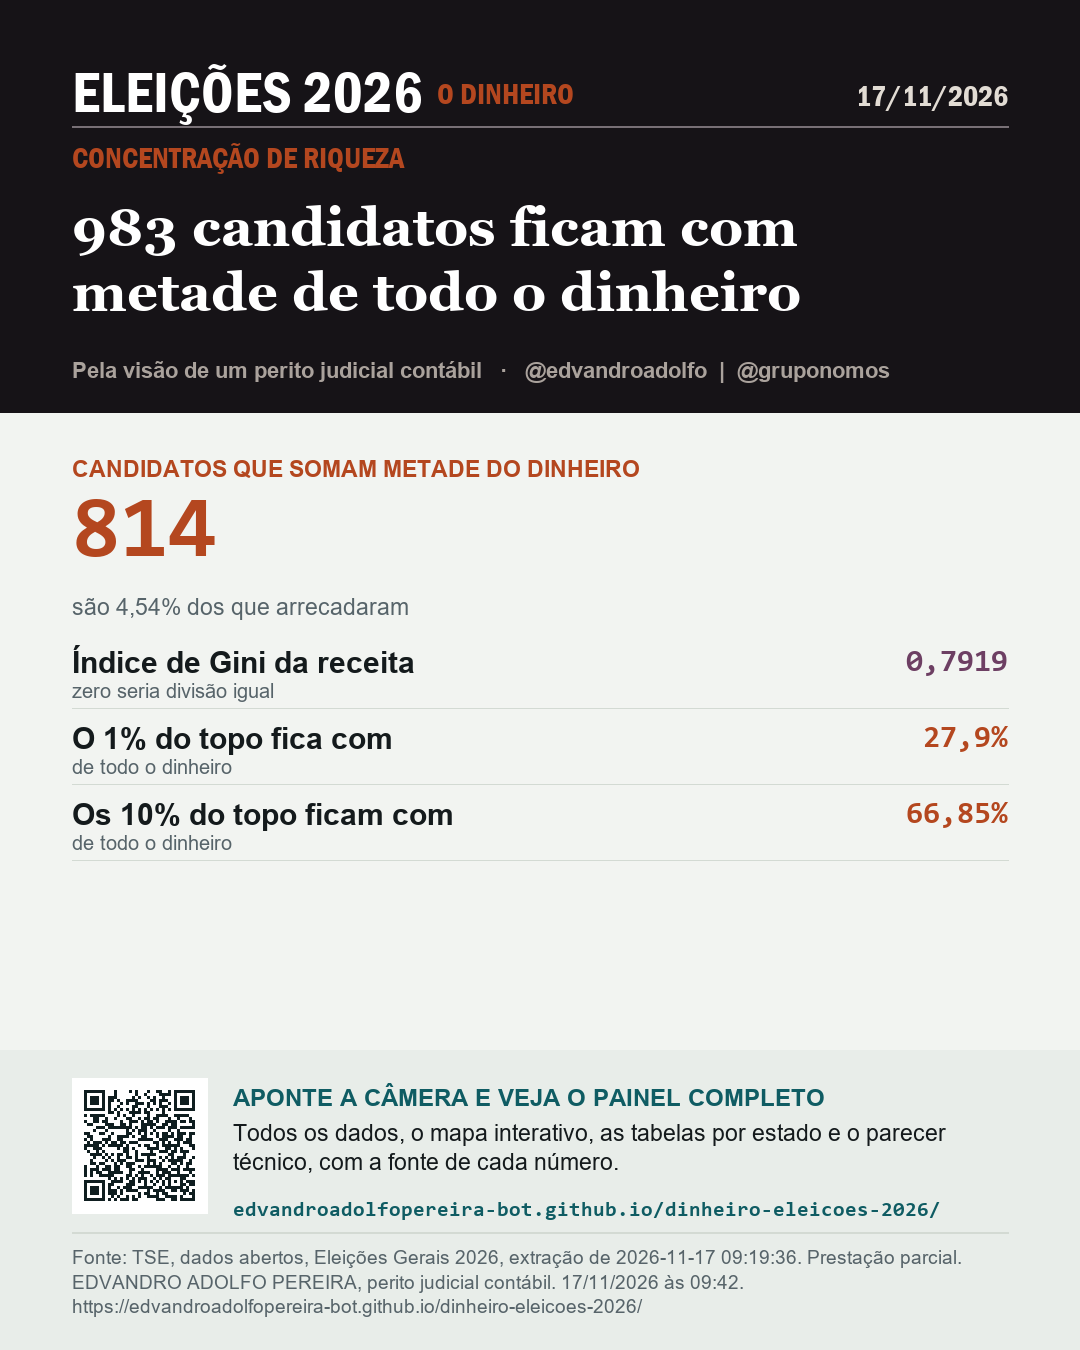 ELEIÇÕES 2026 O DINHEIRO 17/11/2026
CONCENTRAÇÃO DE RIQUEZA
983 candidatos ficam com
metade de todo o dinheiro
Pela visão de um perito judicial contábil · @edvandroadolfo | @gruponomos
CANDIDATOS QUE SOMAM METADE DO DINHEIRO
814
são 4,54% dos que arrecadaram
Índice de Gini da receita 0,7919
zero seria divisão igual
O 1% do topo fica com 27,9%
de todo o dinheiro
Os 10% do topo ficam com 66,85%
de todo o dinheiro
APONTE A CÂMERA E VEJA O PAINEL COMPLETO
Todos os dados, o mapa interativo, as tabelas por estado e o parecer
técnico, com a fonte de cada número.
edvandroadolfopereira-bot.github.io/dinheiro-eleicoes-2026/
Fonte: TSE, dados abertos, Eleições Gerais 2026, extração de 2026-11-17 09:19:36. Prestação parcial.
EDVANDRO ADOLFO PEREIRA, perito judicial contábil. 17/11/2026 às 09:42.
https://edvandroadolfopereira-bot.github.io/dinheiro-eleicoes-2026/